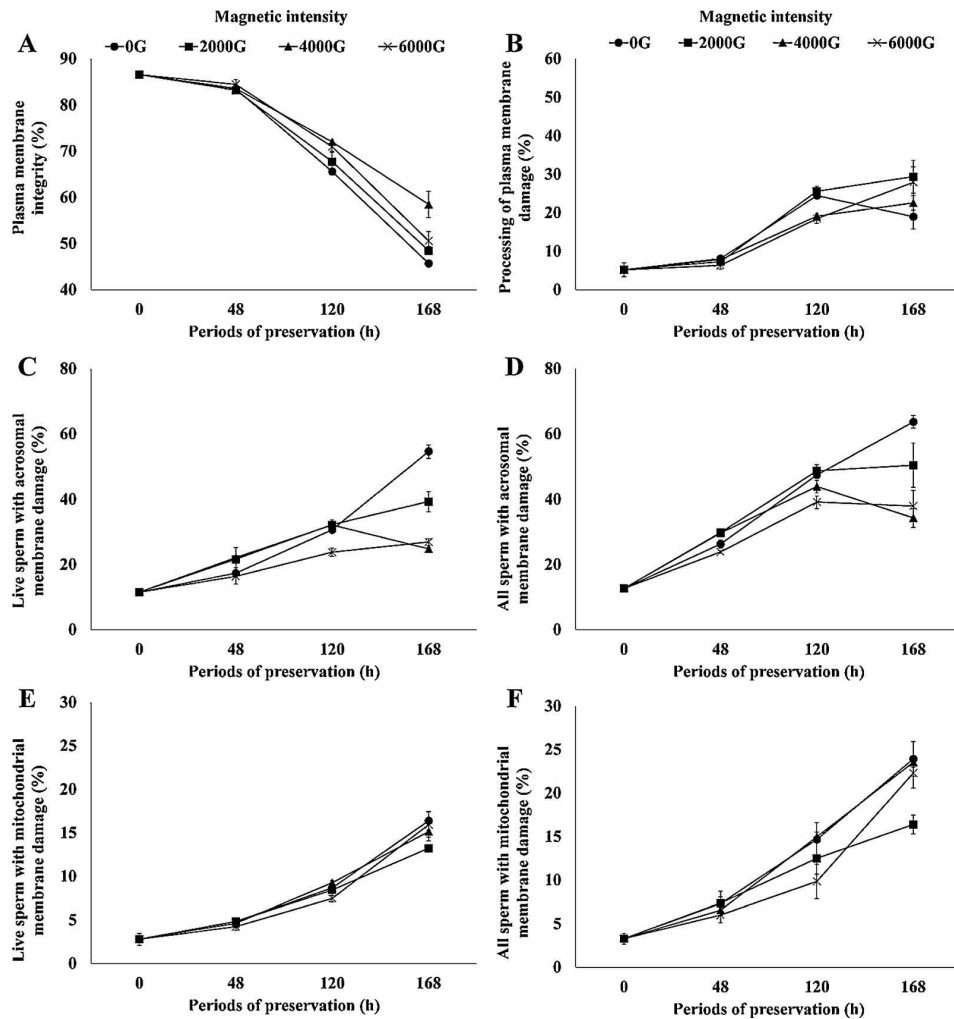 Magnetic intensity
A
0G 2000G 4000G 6000G
90
80
70
60
50
40
Plasma membrane
integrity (%)
0 48 120 168
Periods of preservation (h)
Magnetic intensity
B
0G 2000G 4000G 6000G
60
50
40
30
20
10
0
Processing of plasma membrane
damage (%)
0 48 120 168
Periods of preservation (h)
C
80
60
40
20
0
Live sperm with acrosomal
membrane damage (%)
0 48 120 168
Periods of preservation (h)
D
80
60
40
20
0
All sperm with acrosomal
membrane damage (%)
0 48 120 168
Periods of preservation (h)
E
30
25
20
15
10
5
0
Live sperm with mitochondrial
membrane damage (%)
0 48 120 168
Periods of preservation (h)
F
30
25
20
15
10
5
0
All sperm with mitochondrial
membrane damage (%)
0 48 120 168
Periods of preservation (h)